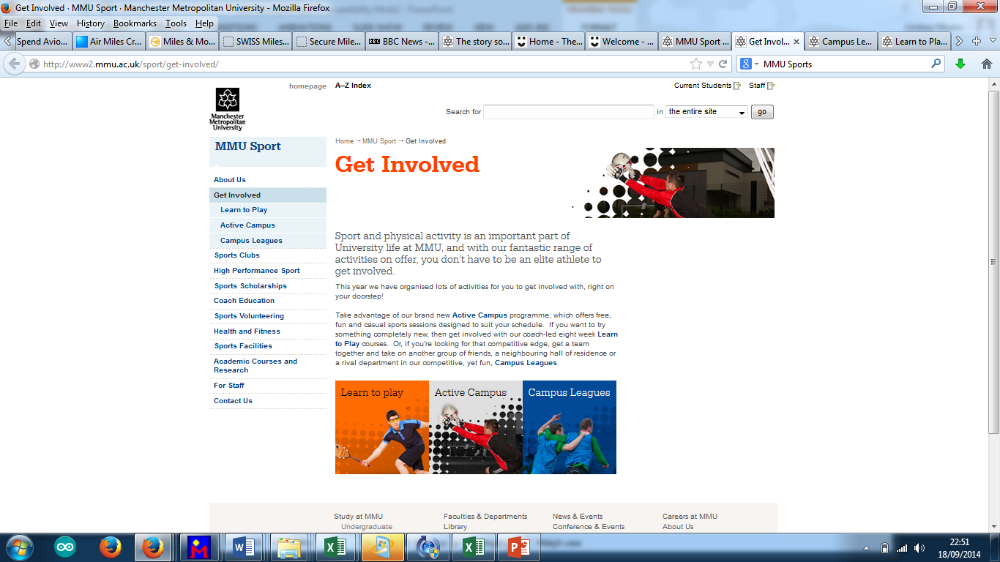 Get Involved · MMU Sport · Manchester Metropolitan University - Mozilla Firefox
File Edit View History Bookmarks Tools Help
Spend Avio... Air Miles Cr... Miles & Mo... SWISS Miles... Secure Mile... BBC News -... The story so... Home - The... Welcome - ... MMU Sport ... Get Invol... Campus Le... Learn to Pla...
http://www2.mmu.ac.uk/sport/get-involved/
MMU Sports
homepage
A–Z Index
Current Students
Staff
Manchester
Metropolitan
University
Search for
in
the entire site
go
MMU Sport
About Us
Get Involved
Learn to Play
Active Campus
Campus Leagues
Sports Clubs
High Performance Sport
Sports Scholarships
Coach Education
Sports Volunteering
Health and Fitness
Sports Facilities
Academic Courses and
Research
For Staff
Contact Us
Home → MMU Sport → Get Involved
Get Involved
Sport and physical activity is an important part of
University life at MMU, and with our fantastic range of
activities on offer, you don't have to be an elite athlete to
get involved.
This year we have organised lots of activities for you to get involved with, right on
your doorstep!
Take advantage of our brand new Active Campus programme, which offers free,
fun and casual sports sessions designed to suit your schedule. If you want to try
something completely new, then get involved with our coach-led eight week Learn
to Play courses. Or, if you're looking for that competitive edge, get a team
together and take on another group of friends, a neighbouring hall of residence or
a rival department in our competitive, yet fun, Campus Leagues.
Learn to play
Active Campus
Campus Leagues
Study at MMU
Undergraduate
Faculties & Departments
Library
News & Events
Conference & Events
Careers at MMU
About Us
22:51
18/09/2014